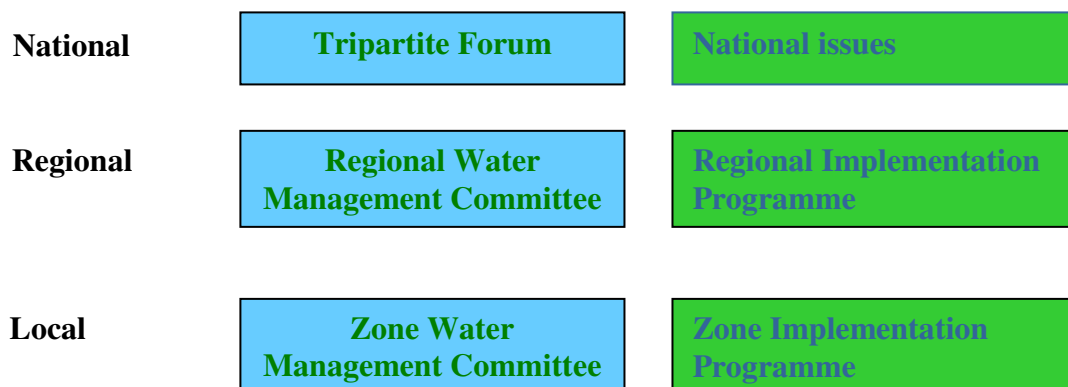 National
Tripartite Forum
National issues
Regional
Regional Water
Management Committee
Regional Implementation
Programme
Local
Zone Water
Management Committee
Zone Implementation
Programme